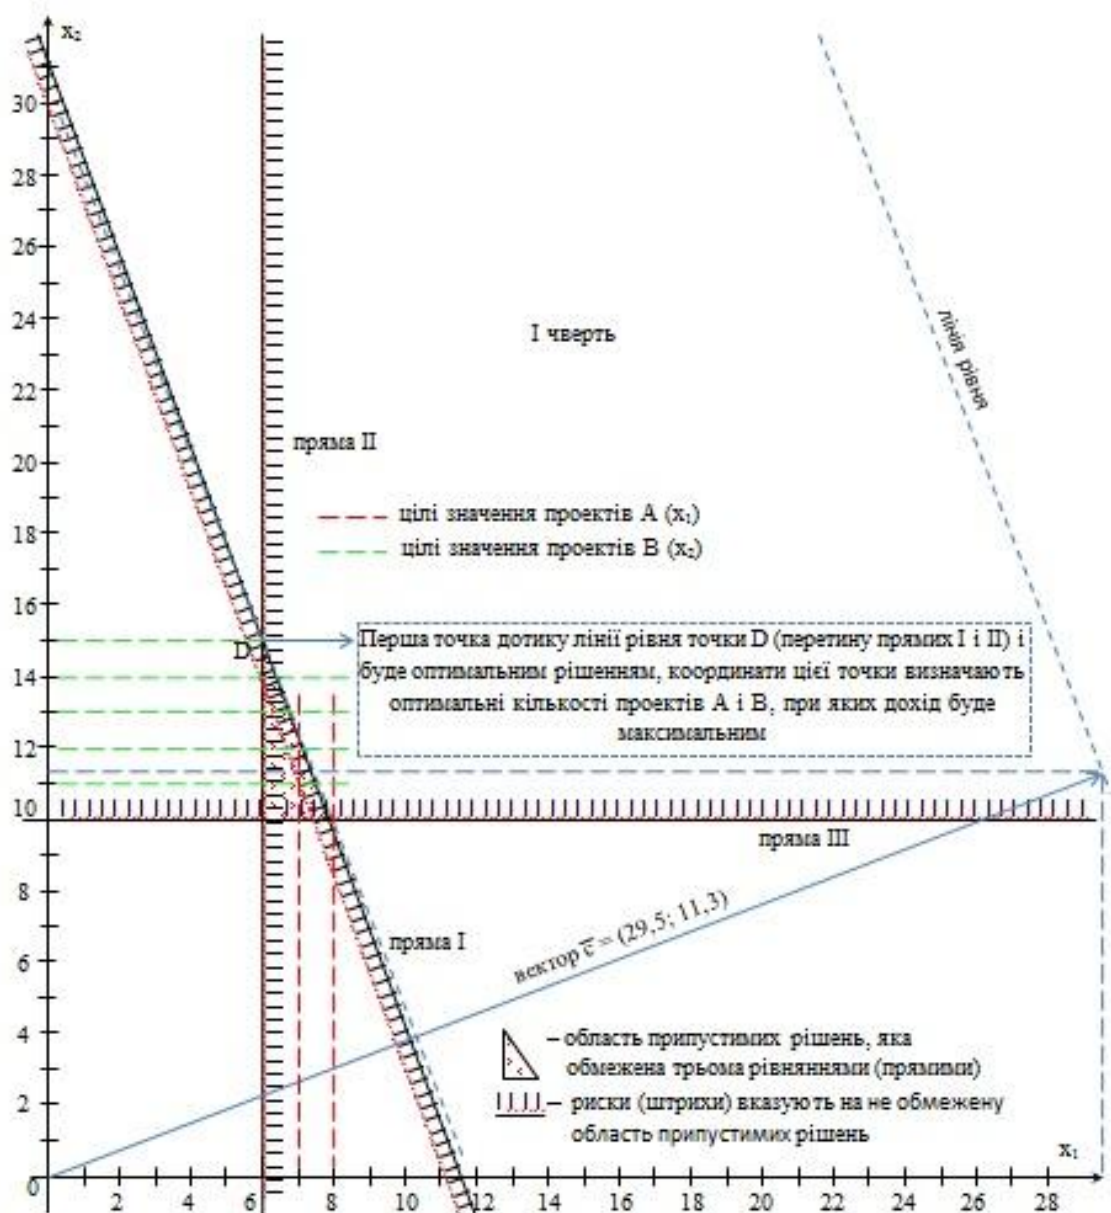 x₂
30
28
26
24
22
20
18
16
14
12
10
8
6
4
2
0
I чверть
лінія рівня
пряма II
цілі значення проектів A (x₁)
цілі значення проектів B (x₂)
D
Перша точка дотику лінії рівня точки D (перетину прямих I і II) і
буде оптимальним рішенням, координати цієї точки визначають
оптимальні кількості проектів A і B, при яких дохід буде
максимальним
пряма III
вектор c̅ = (29,5; 11,3)
пряма I
– область припустимих рішень, яка
обмежена трьома рівняннями (прямими)
– риски (штрихи) вказують на не обмежену
область припустимих рішень
x₁
2 4 6 8 10 12 14 16 18 20 22 24 26 28